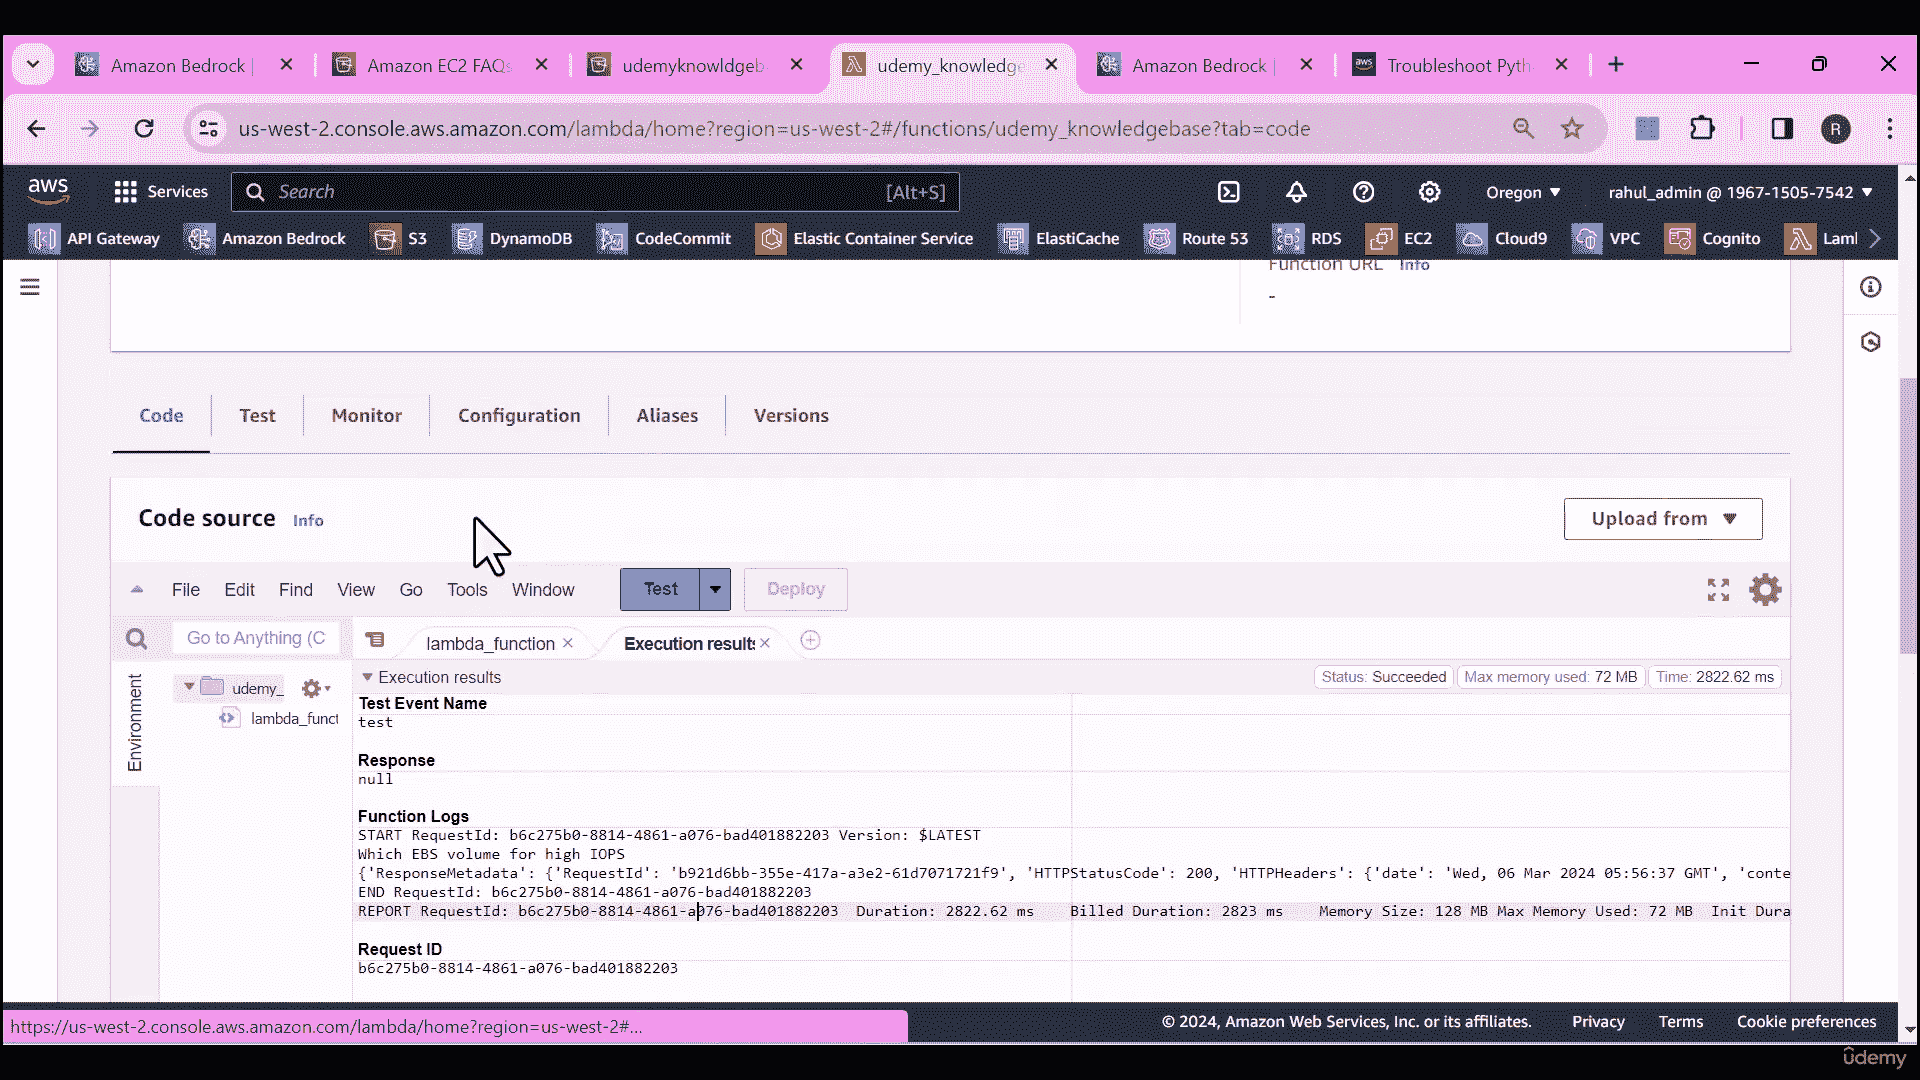 Amazon Bedrock |
Amazon EC2 FAQs
udemyknowldgeb
udemy_knowledge
Amazon Bedrock |
Troubleshoot Pyth
us-west-2.console.aws.amazon.com/lambda/home?region=us-west-2#/functions/udemy_knowledgebase?tab=code
R
aws
Services
Search
[Alt+S]
Oregon
rahul_admin @ 1967-1505-7542
API Gateway
Amazon Bedrock
S3
DynamoDB
CodeCommit
Elastic Container Service
ElastiCache
Route 53
RDS
EC2
Cloud9
VPC
Cognito
Laml
Function URL Info
-
Code
Test
Monitor
Configuration
Aliases
Versions
Code source Info
Upload from
File Edit Find View Go Tools Window
Test
Deploy
Go to Anything (C
lambda_function
Execution results
Environment
udemy_
lambda_funct
Execution results
Status: Succeeded
Max memory used: 72 MB
Time: 2822.62 ms
Test Event Name
test
Response
null
Function Logs
START RequestId: b6c275b0-8814-4861-a076-bad401882203 Version: $LATEST
Which EBS volume for high IOPS
{'ResponseMetadata': {'RequestId': 'b921d6bb-355e-417a-a3e2-61d7071721f9', 'HTTPStatusCode': 200, 'HTTPHeaders': {'date': 'Wed, 06 Mar 2024 05:56:37 GMT', 'conte
END RequestId: b6c275b0-8814-4861-a076-bad401882203
REPORT RequestId: b6c275b0-8814-4861-a076-bad401882203 Duration: 2822.62 ms Billed Duration: 2823 ms Memory Size: 128 MB Max Memory Used: 72 MB Init Dura
Request ID
b6c275b0-8814-4861-a076-bad401882203
https://us-west-2.console.aws.amazon.com/lambda/home?region=us-west-2#...
© 2024, Amazon Web Services, Inc. or its affiliates.
Privacy
Terms
Cookie preferences
udemy